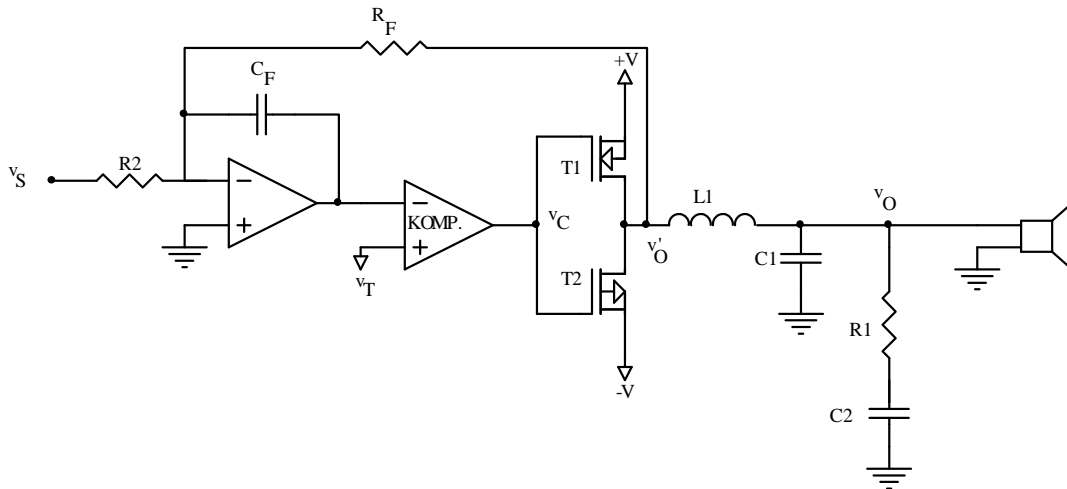 R_F
+V
C_F
v_S
R2
−
+
−
KOMP.
+
v_T
v_C
T1
T2
v'_O
-V
L1
C1
v_O
R1
C2